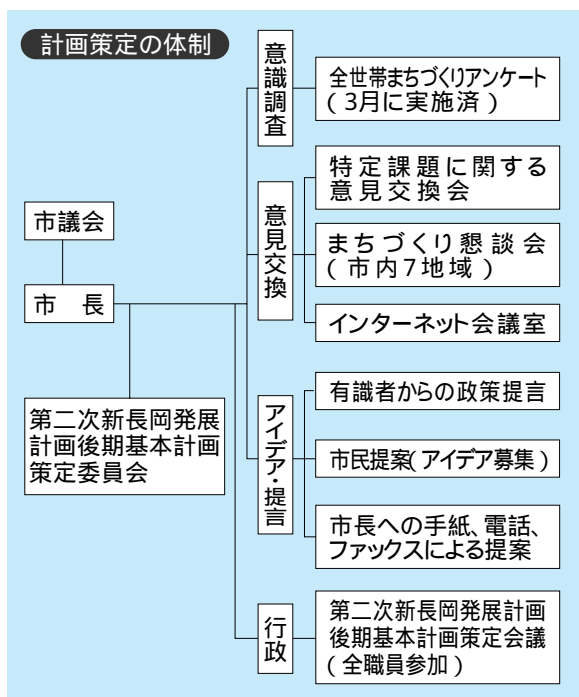 計画策定の体制
市議会
市　長
第二次新長岡発展
計画後期基本計画
策定委員会
意識調査
全世帯まちづくりアンケート
（3月に実施済）
意見交換
特定課題に関する
意見交換会
まちづくり懇談会
（市内7地域）
インターネット会議室
アイデア・提言
有識者からの政策提言
市民提案（アイデア募集）
市長への手紙、電話、
ファックスによる提案
行政
第二次新長岡発展計画
後期基本計画策定会議
（全職員参加）